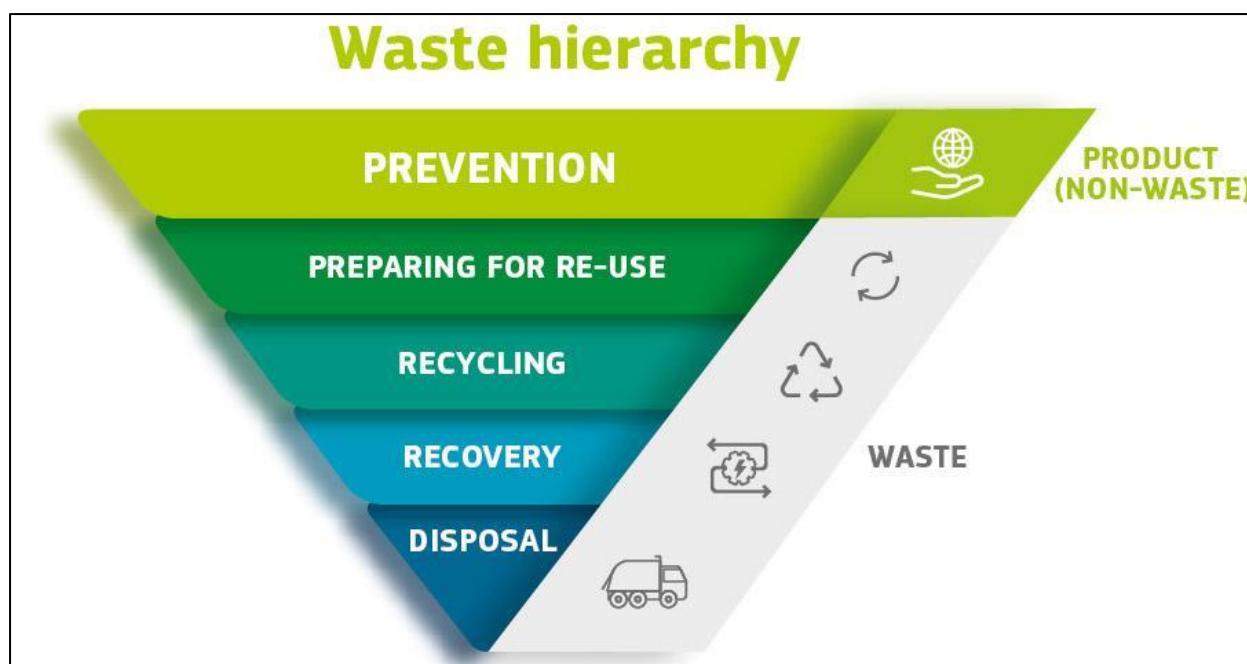 Waste hierarchy
PREVENTION
PRODUCT
(NON-WASTE)
PREPARING FOR RE-USE
RECYCLING
RECOVERY
WASTE
DISPOSAL